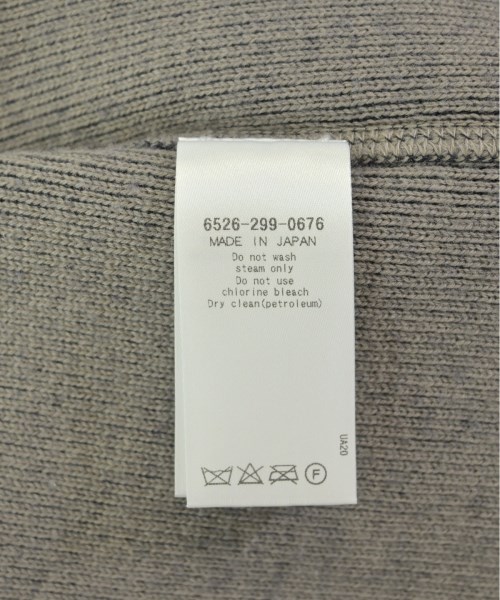 6526-299-0676
MADE IN JAPAN
Do not wash
steam only
Do not use
chlorine bleach
Dry clean(petroleum)
UA20
F